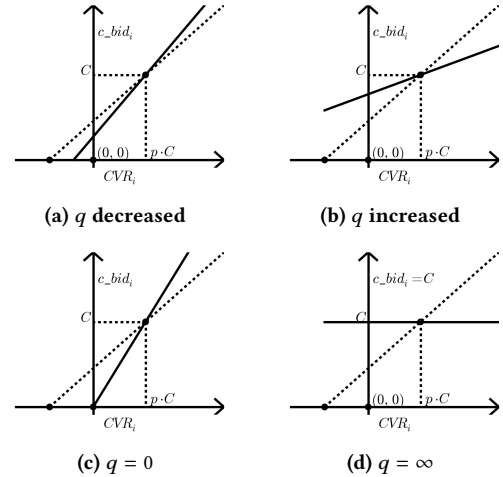 c_bid_i
C
(0, 0)
p · C
CVR_i
(a) q decreased
c_bid_i
C
(0, 0)
p · C
CVR_i
(b) q increased
c_bid_i
C
p · C
CVR_i
(c) q = 0
c_bid_i = C
C
(0, 0)
p · C
CVR_i
(d) q = ∞